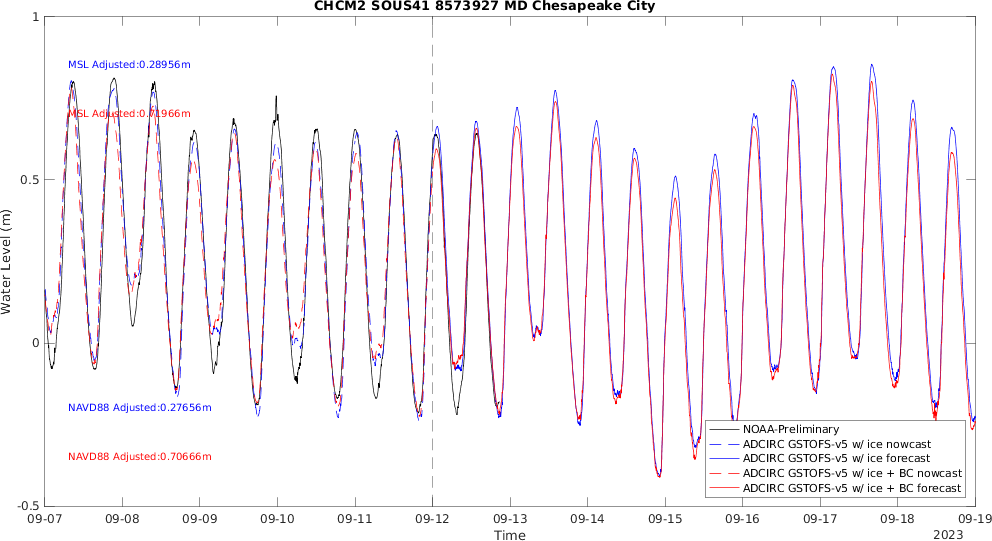 CHCM2 SOUS41 8573927 MD Chesapeake City
1
MSL Adjusted:0.28956m
MSL Adjusted:0.71966m
0.5
Water Level (m)
0
NAVD88 Adjusted:0.27656m
NAVD88 Adjusted:0.70666m
NOAA-Preliminary
ADCIRC GSTOFS-v5 w/ ice nowcast
ADCIRC GSTOFS-v5 w/ ice forecast
ADCIRC GSTOFS-v5 w/ ice + BC nowcast
ADCIRC GSTOFS-v5 w/ ice + BC forecast
-0.5
09-07 09-08 09-09 09-10 09-11 09-12 09-13 09-14 09-15 09-16 09-17 09-18 09-19
Time
2023